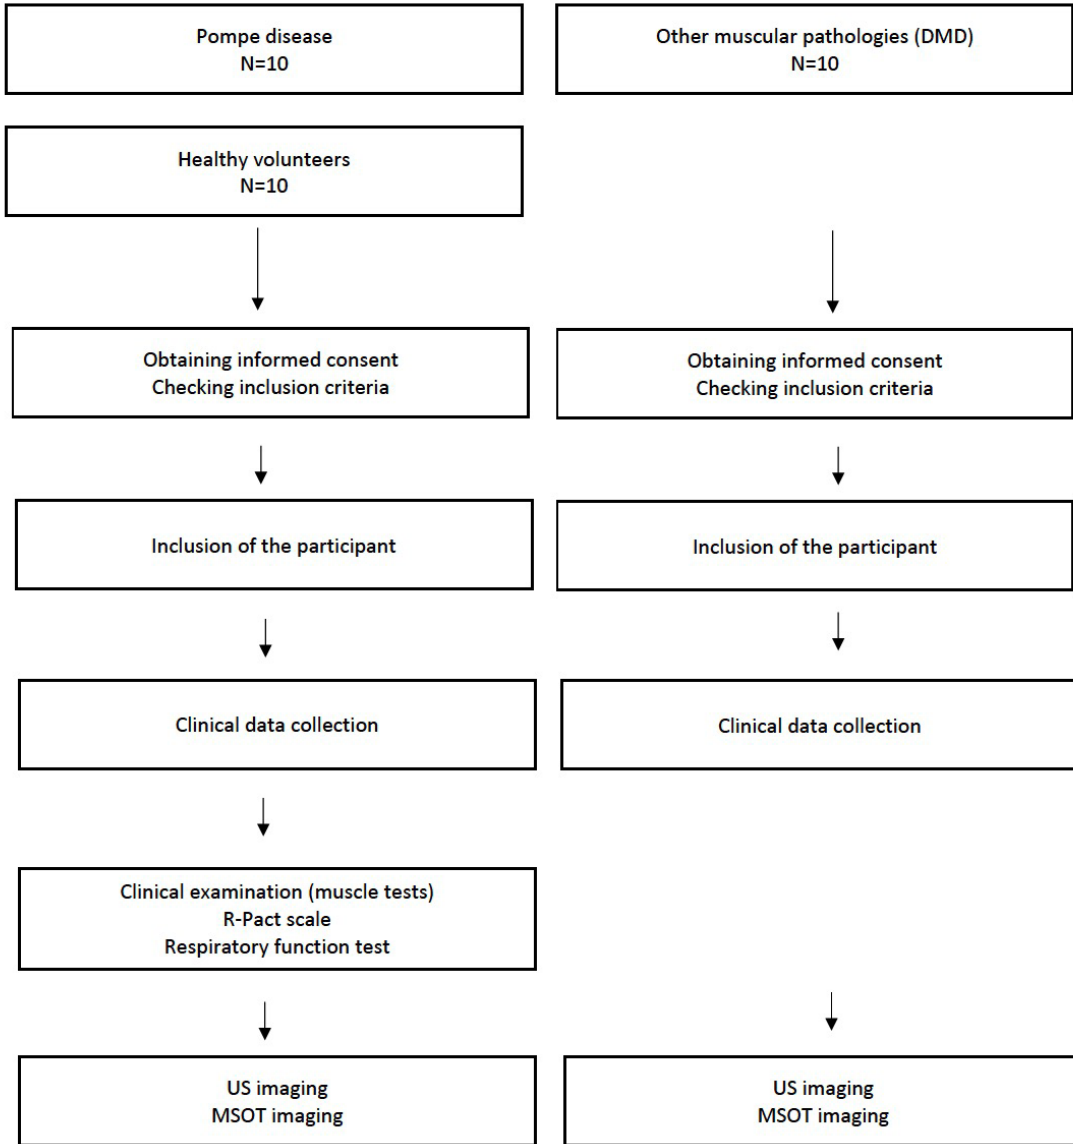 Pompe disease
N=10
Other muscular pathologies (DMD)
N=10
Healthy volunteers
N=10
Obtaining informed consent
Checking inclusion criteria
Obtaining informed consent
Checking inclusion criteria
Inclusion of the participant
Inclusion of the participant
Clinical data collection
Clinical data collection
Clinical examination (muscle tests)
R-Pact scale
Respiratory function test
US imaging
MSOT imaging
US imaging
MSOT imaging